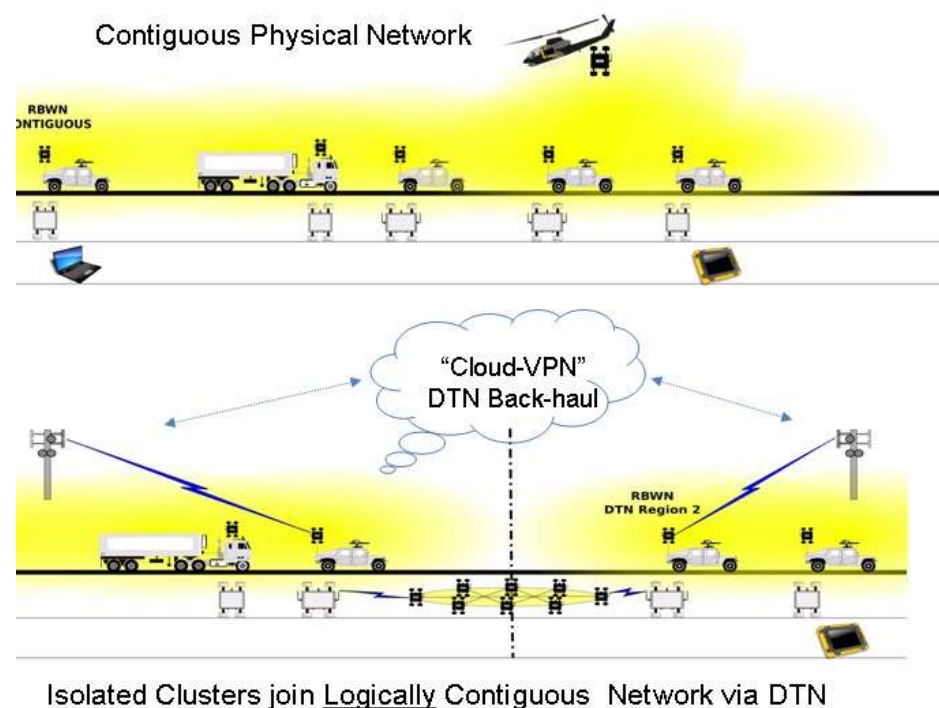 Contiguous Physical Network
RBWN
ONTIGUOUS
“Cloud-VPN”
DTN Back-haul
RBWN
DTN Region 2
Isolated Clusters join Logically Contiguous Network via DTN